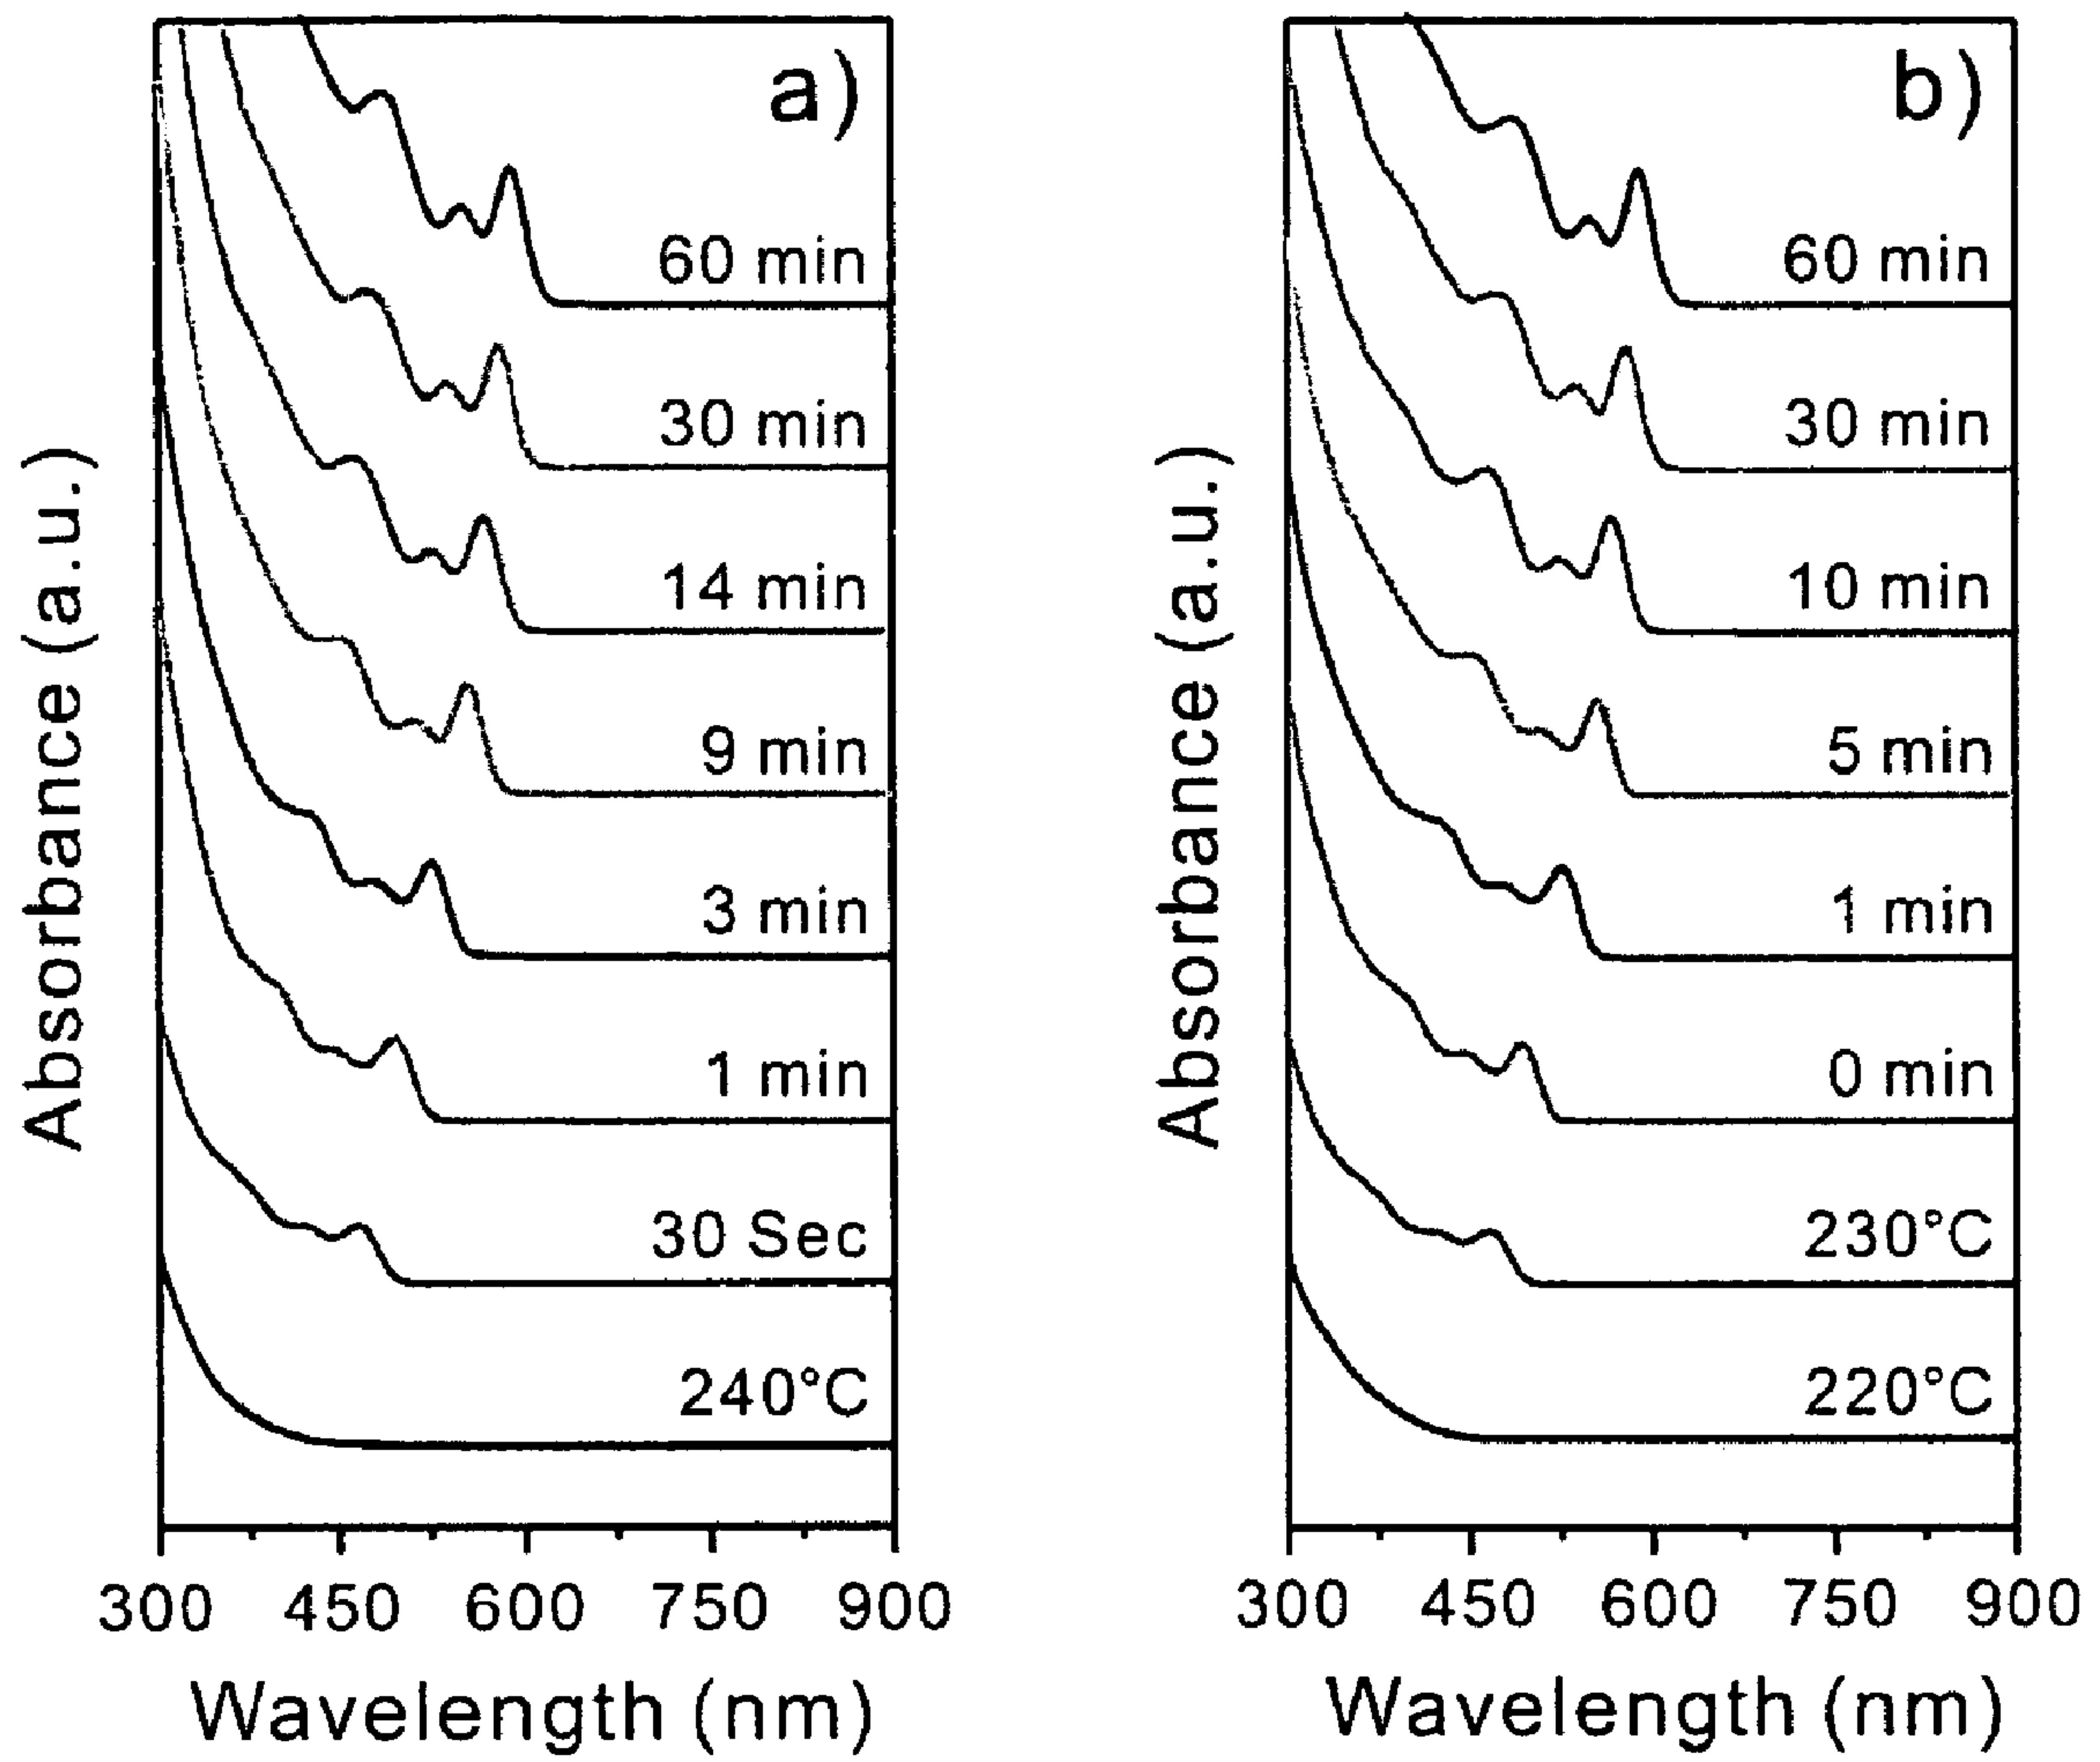 a)
60 min
30 min
14 min
9 min
3 min
1 min
30 Sec
240°C
Absorbance (a.u.)
300 450 600 750 900
Wavelength (nm)
b)
60 min
30 min
10 min
5 min
1 min
0 min
230°C
220°C
Absorbance (a.u.)
300 450 600 750 900
Wavelength (nm)